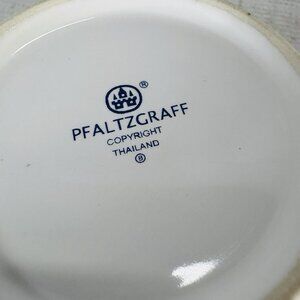 ®
PFALTZGRAFF
COPYRIGHT
THAILAND
Ⓑ